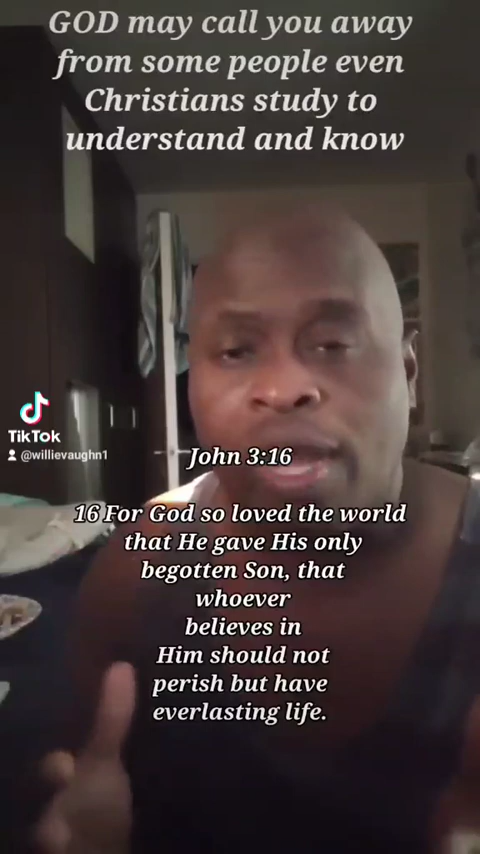 GOD may call you away
from some people even
Christians study to
understand and know
TikTok
@willievaughn1
John 3:16
16 For God so loved the world
that He gave His only
begotten Son, that
whoever
believes in
Him should not
perish but have
everlasting life.